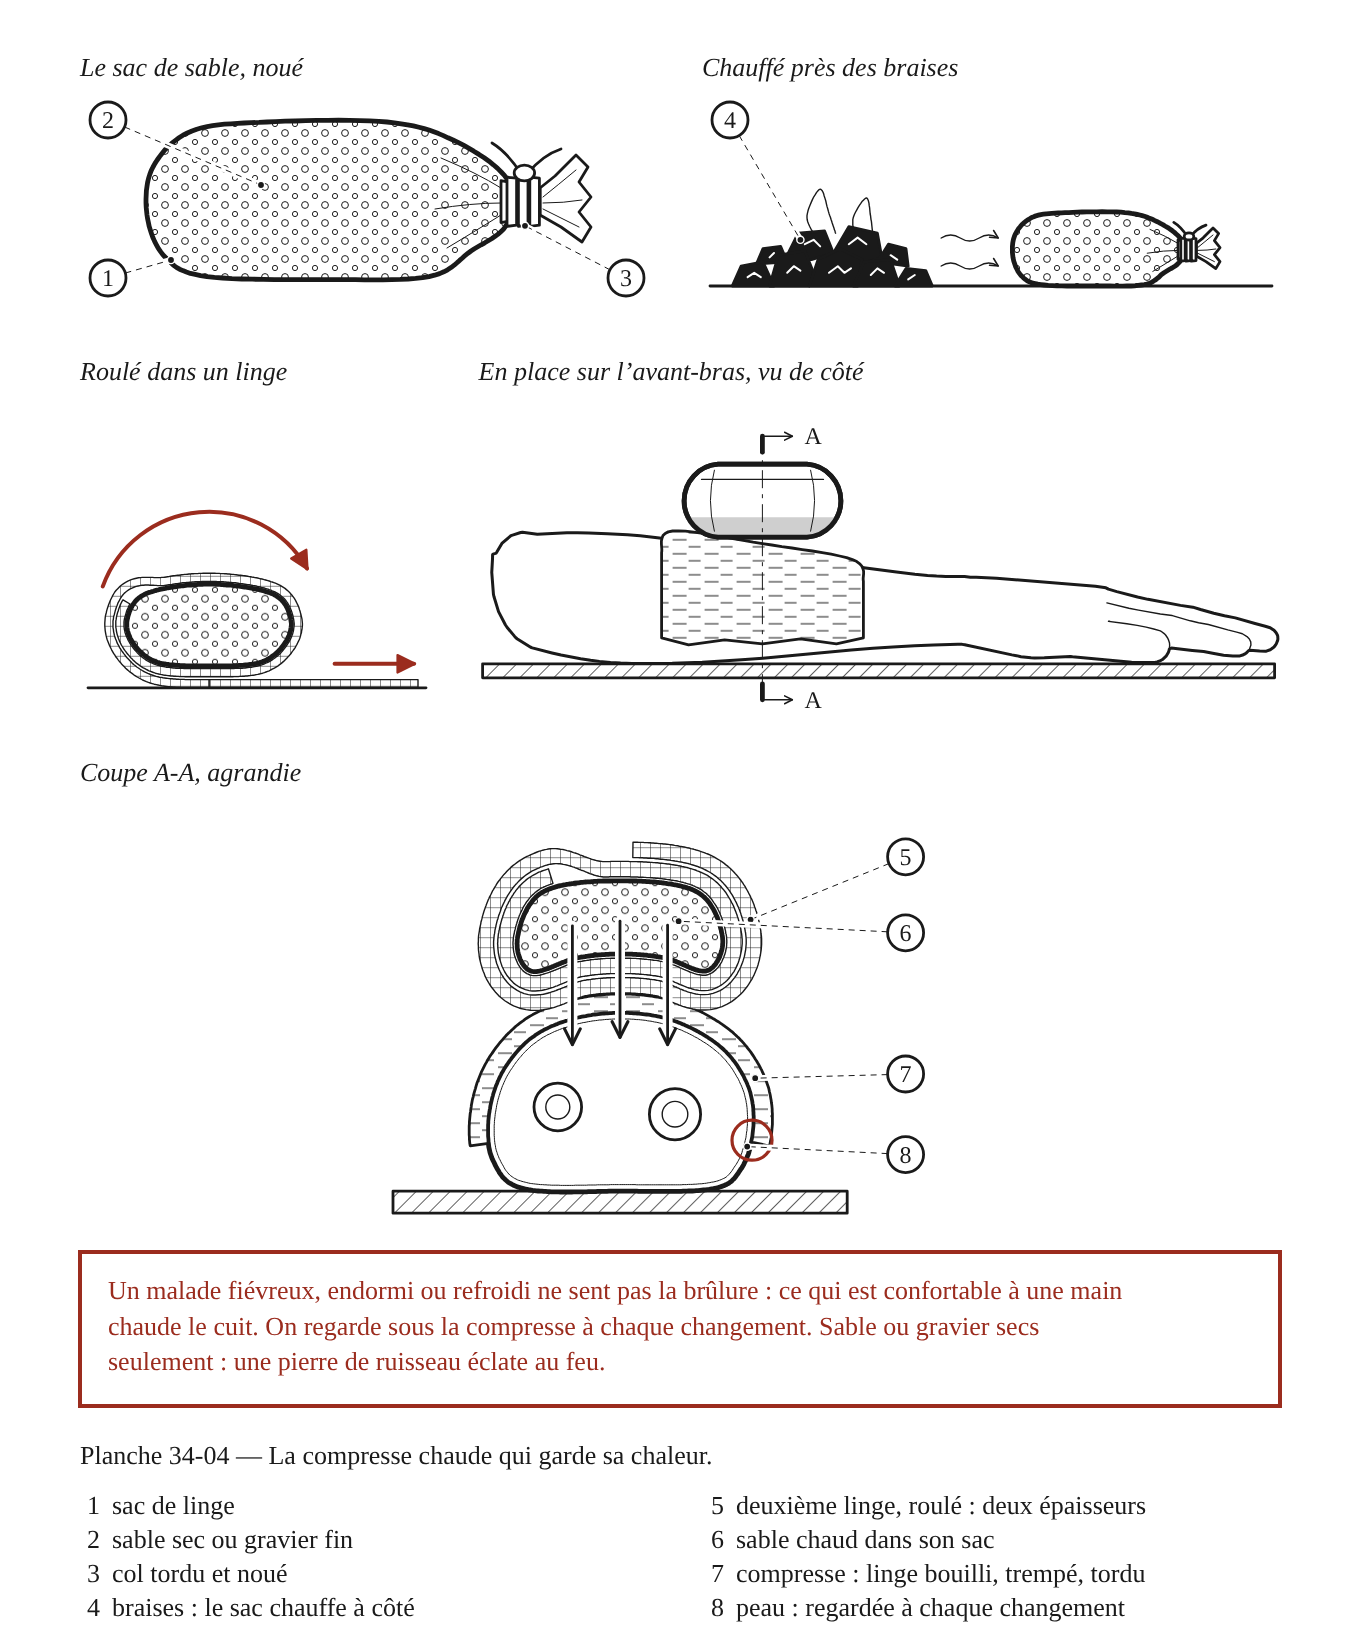 Le sac de sable, noué
Chauffé près des braises
2
4
1
3
Roulé dans un linge
En place sur l’avant-bras, vu de côté
A
A
Coupe A-A, agrandie
5
6
7
8
Un malade fiévreux, endormi ou refroidi ne sent pas la brûlure : ce qui est confortable à une main
chaude le cuit. On regarde sous la compresse à chaque changement. Sable ou gravier secs
seulement : une pierre de ruisseau éclate au feu.
Planche 34-04 — La compresse chaude qui garde sa chaleur.
1 sac de linge
2 sable sec ou gravier fin
3 col tordu et noué
4 braises : le sac chauffe à côté
5 deuxième linge, roulé : deux épaisseurs
6 sable chaud dans son sac
7 compresse : linge bouilli, trempé, tordu
8 peau : regardée à chaque changement